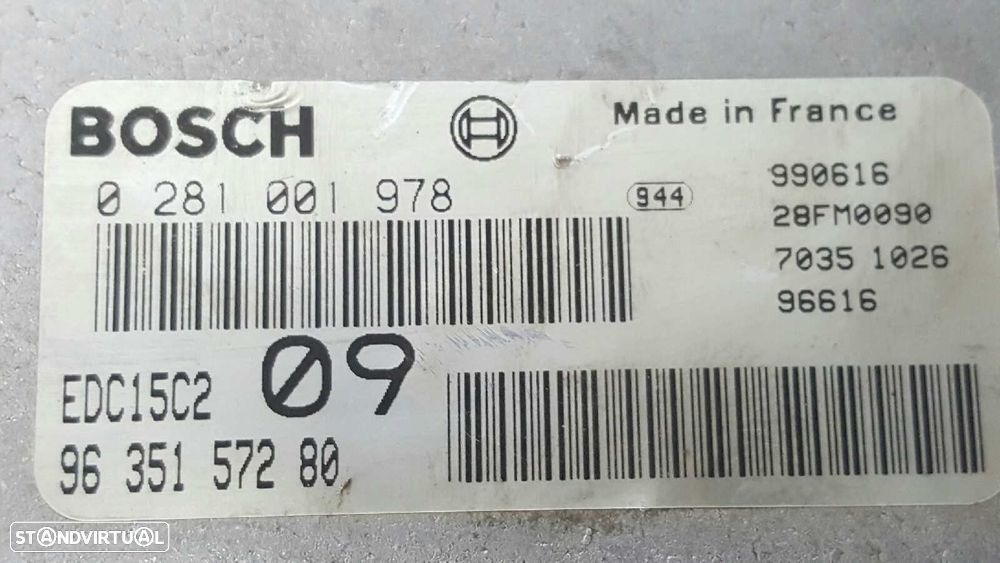 BOSCH
Made in France
0 281 001 978
944
990616
28FM0090
7035 1026
96616
EDC15C2
09
96 351 572 80
STANDVIRTUAL